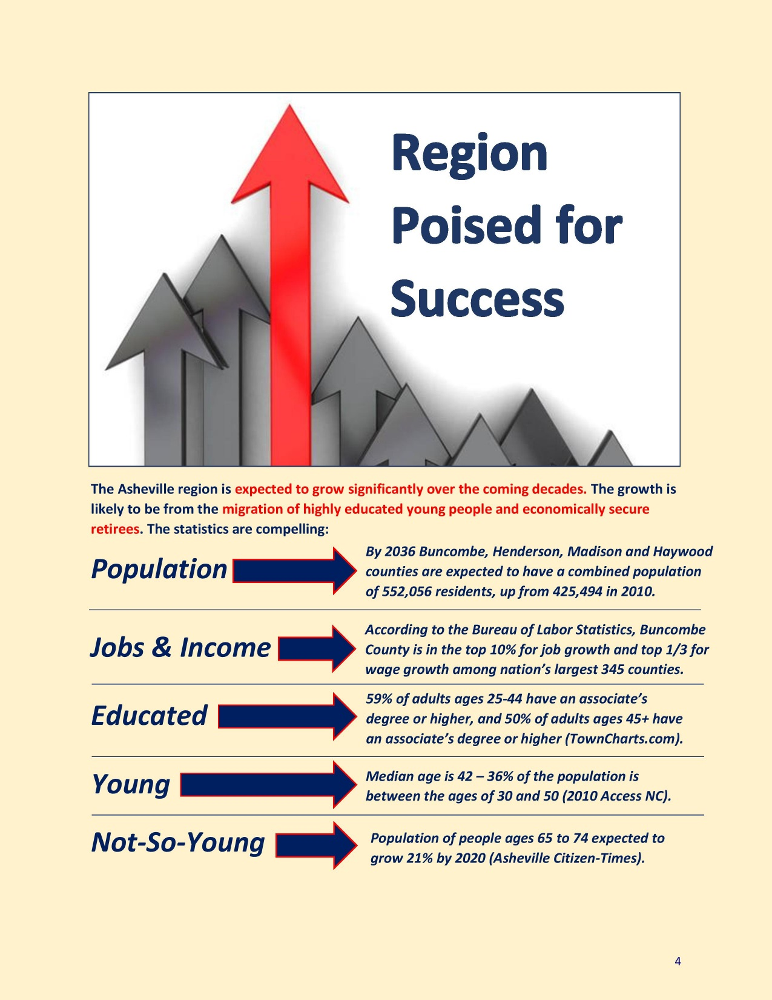 Region
Poised for
Success
The Asheville region is expected to grow significantly over the coming decades. The growth is
likely to be from the migration of highly educated young people and economically secure
retirees. The statistics are compelling:
Population
By 2036 Buncombe, Henderson, Madison and Haywood
counties are expected to have a combined population
of 552,056 residents, up from 425,494 in 2010.
Jobs & Income
According to the Bureau of Labor Statistics, Buncombe
County is in the top 10% for job growth and top 1/3 for
wage growth among nation’s largest 345 counties.
Educated
59% of adults ages 25-44 have an associate’s
degree or higher, and 50% of adults ages 45+ have
an associate’s degree or higher (TownCharts.com).
Young
Median age is 42 – 36% of the population is
between the ages of 30 and 50 (2010 Access NC).
Not-So-Young
Population of people ages 65 to 74 expected to
grow 21% by 2020 (Asheville Citizen-Times).
4